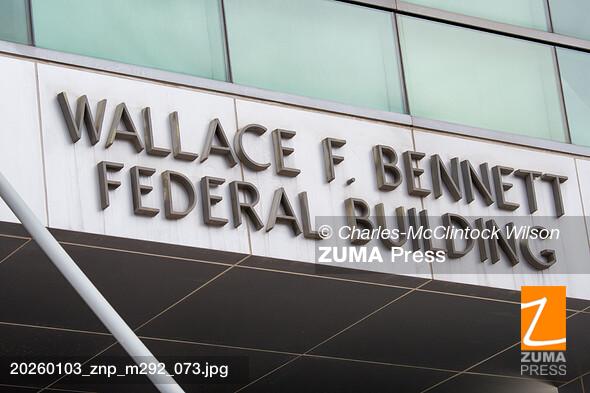 WALLACE F. BENNETT
FEDERAL BUILDING
© Charles-McClintock Wilson
ZUMA Press
Z
ZUMA
PRESS
20260103_znp_m292_073.jpg